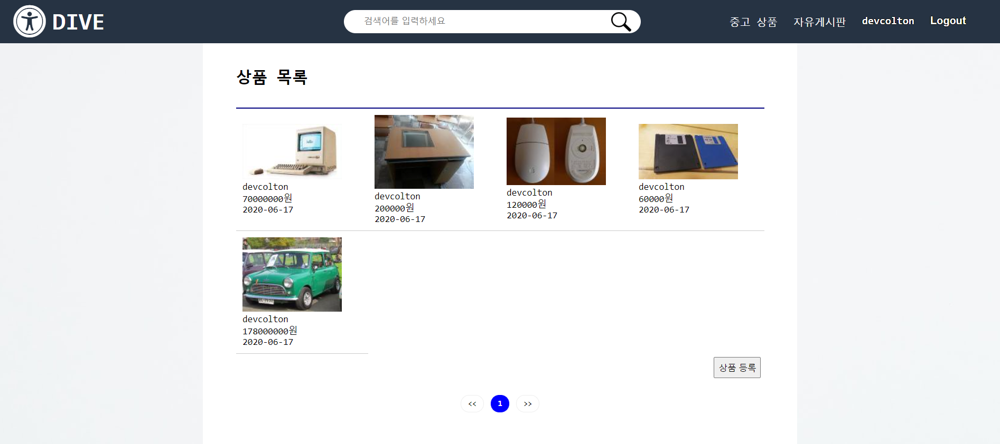 DIVE
검색어를 입력하세요
중고 상품
자유게시판
devcolton
Logout
상품 목록
devcolton
70000000원
2020-06-17
devcolton
200000원
2020-06-17
devcolton
120000원
2020-06-17
devcolton
60000원
2020-06-17
devcolton
178000000원
2020-06-17
상품 등록
<< 1 >>